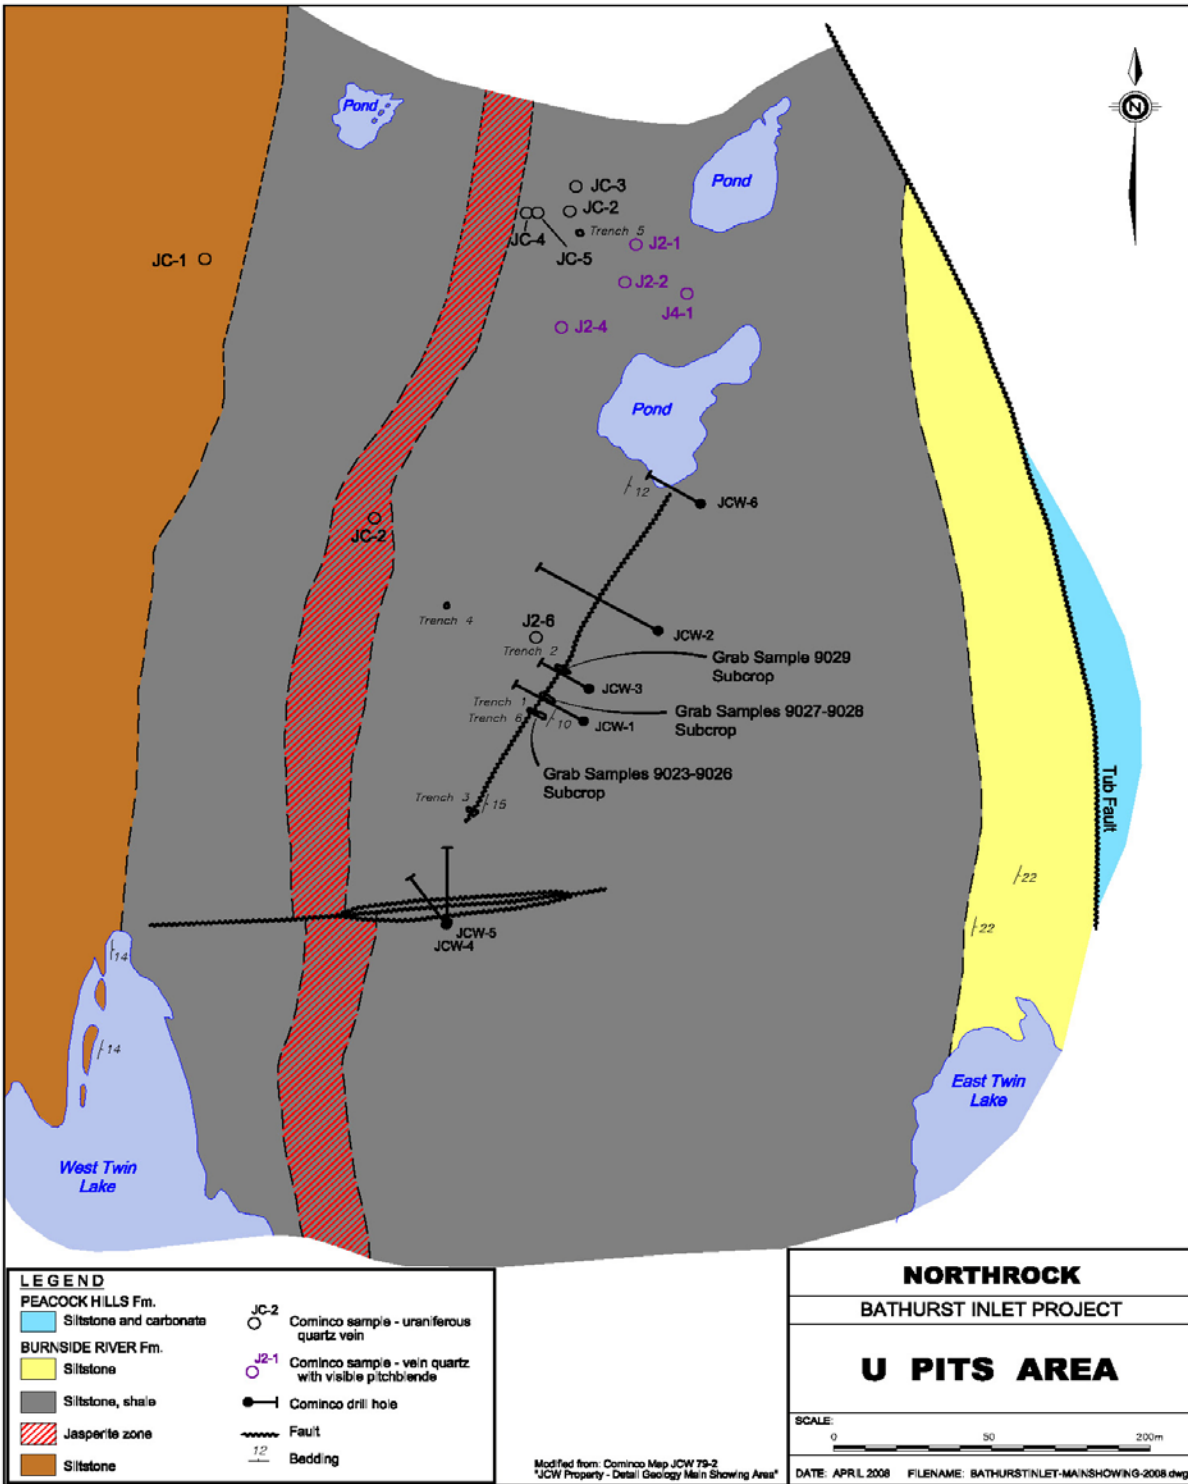 Pond
N
Pond
JC-3
JC-2
JC-4
JC-5
Trench 5
J2-1
JC-1
J2-2
J4-1
J2-4
Pond
12
JCW-6
JC-2
Trench 4
J2-6
Trench 2
JCW-2
Grab Sample 9029
Subcrop
JCW-3
Trench 1
Grab Samples 9027-9028
Subcrop
Trench 6
10
JCW-1
Grab Samples 9023-9026
Subcrop
Trench 3
15
Tub Fault
22
22
JCW-5
JCW-4
14
14
East Twin
Lake
West Twin
Lake
LEGEND
PEACOCK HILLS Fm.
Siltstone and carbonate
BURNSIDE RIVER Fm.
Siltstone
Siltstone, shale
Jasperite zone
Siltstone
JC-2
Cominco sample - uraniferous
quartz vein
J2-1
Cominco sample - vein quartz
with visible pitchblende
Cominco drill hole
Fault
12
Bedding
Modified from: Cominco Map JCW 79-2
"JCW Property - Detail Geology Main Showing Area"
NORTHROCK
BATHURST INLET PROJECT
U PITS AREA
SCALE:
0 50 200m
DATE: APRIL 2008 FILENAME: BATHURSTINLET-MAINSHOWING-2008.dwg